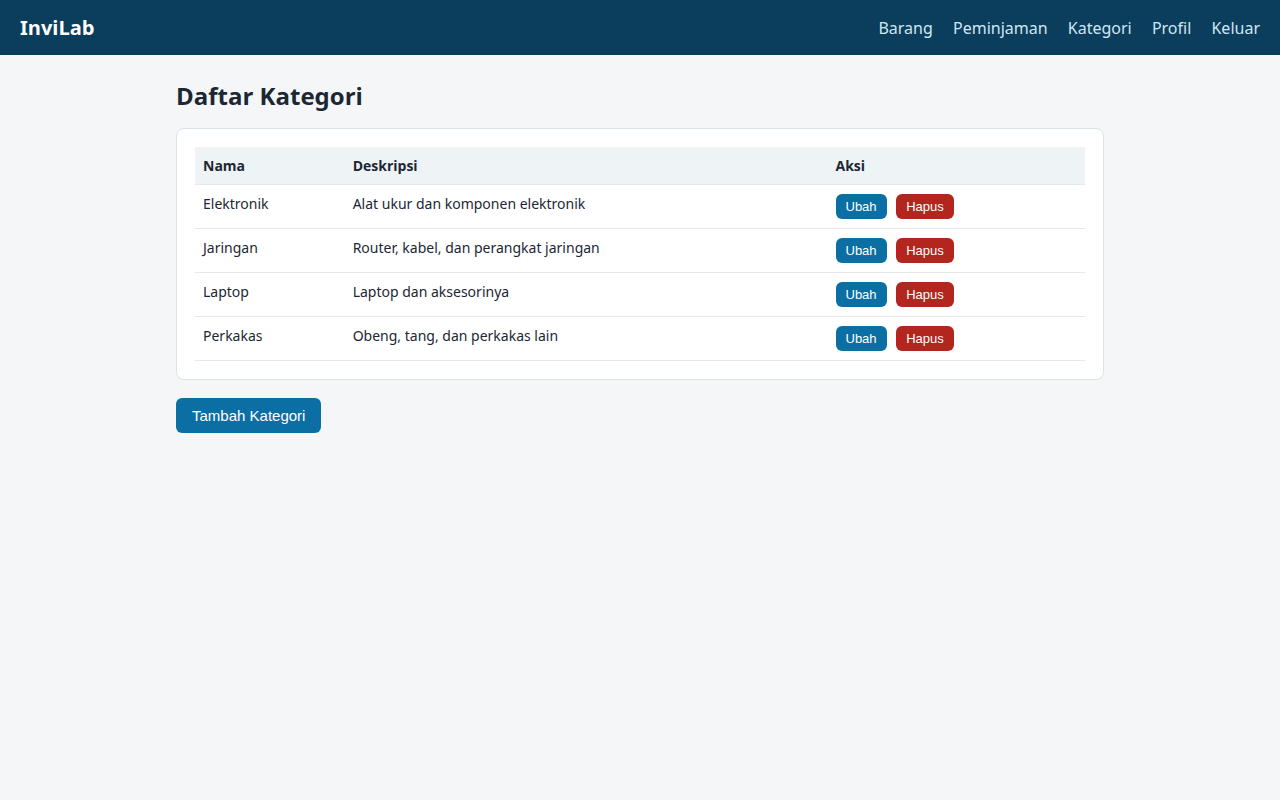 InviLab Barang Peminjaman Kategori Profil Keluar
Daftar Kategori
Nama Deskripsi Aksi
Elektronik Alat ukur dan komponen elektronik Ubah Hapus
Jaringan Router, kabel, dan perangkat jaringan Ubah Hapus
Laptop Laptop dan aksesorinya Ubah Hapus
Perkakas Obeng, tang, dan perkakas lain Ubah Hapus
Tambah Kategori